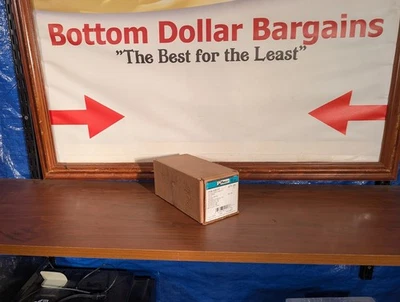 Bottom Dollar Bargains
"The Best for the Least"